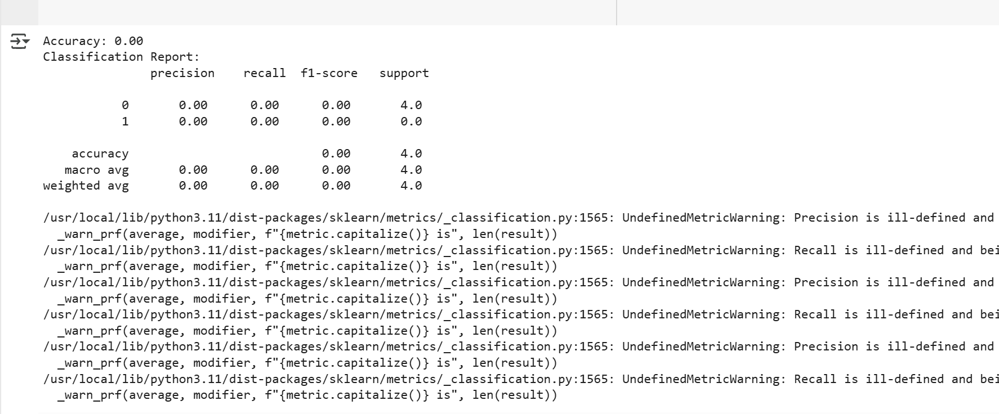 Accuracy: 0.00
Classification Report:
              precision    recall  f1-score   support

           0       0.00      0.00      0.00       4.0
           1       0.00      0.00      0.00       0.0

    accuracy                           0.00       4.0
   macro avg       0.00      0.00      0.00       4.0
weighted avg       0.00      0.00      0.00       4.0

/usr/local/lib/python3.11/dist-packages/sklearn/metrics/_classification.py:1565: UndefinedMetricWarning: Precision is ill-defined and
  _warn_prf(average, modifier, f"{metric.capitalize()} is", len(result))
/usr/local/lib/python3.11/dist-packages/sklearn/metrics/_classification.py:1565: UndefinedMetricWarning: Recall is ill-defined and bei
  _warn_prf(average, modifier, f"{metric.capitalize()} is", len(result))
/usr/local/lib/python3.11/dist-packages/sklearn/metrics/_classification.py:1565: UndefinedMetricWarning: Precision is ill-defined and
  _warn_prf(average, modifier, f"{metric.capitalize()} is", len(result))
/usr/local/lib/python3.11/dist-packages/sklearn/metrics/_classification.py:1565: UndefinedMetricWarning: Recall is ill-defined and bei
  _warn_prf(average, modifier, f"{metric.capitalize()} is", len(result))
/usr/local/lib/python3.11/dist-packages/sklearn/metrics/_classification.py:1565: UndefinedMetricWarning: Precision is ill-defined and
  _warn_prf(average, modifier, f"{metric.capitalize()} is", len(result))
/usr/local/lib/python3.11/dist-packages/sklearn/metrics/_classification.py:1565: UndefinedMetricWarning: Recall is ill-defined and bei
  _warn_prf(average, modifier, f"{metric.capitalize()} is", len(result))